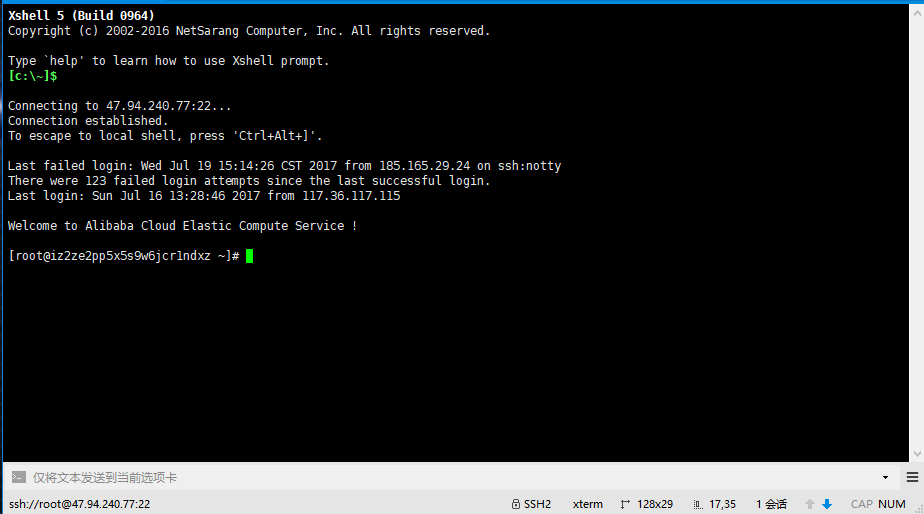 Xshell 5 (Build 0964)
Copyright (c) 2002-2016 NetSarang Computer, Inc. All rights reserved.
Type `help' to learn how to use Xshell prompt.
[c:\~]$
Connecting to 47.94.240.77:22...
Connection established.
To escape to local shell, press 'Ctrl+Alt+]'.
Last failed login: Wed Jul 19 15:14:26 CST 2017 from 185.165.29.24 on ssh:notty
There were 123 failed login attempts since the last successful login.
Last login: Sun Jul 16 13:28:46 2017 from 117.36.117.115
Welcome to Alibaba Cloud Elastic Compute Service !
[root@iz2ze2pp5x5s9w6jcr1ndxz ~]#
仅将文本发送到当前选项卡
ssh://root@47.94.240.77:22 SSH2 xterm 128x29 17,35 1 会话 CAP NUM